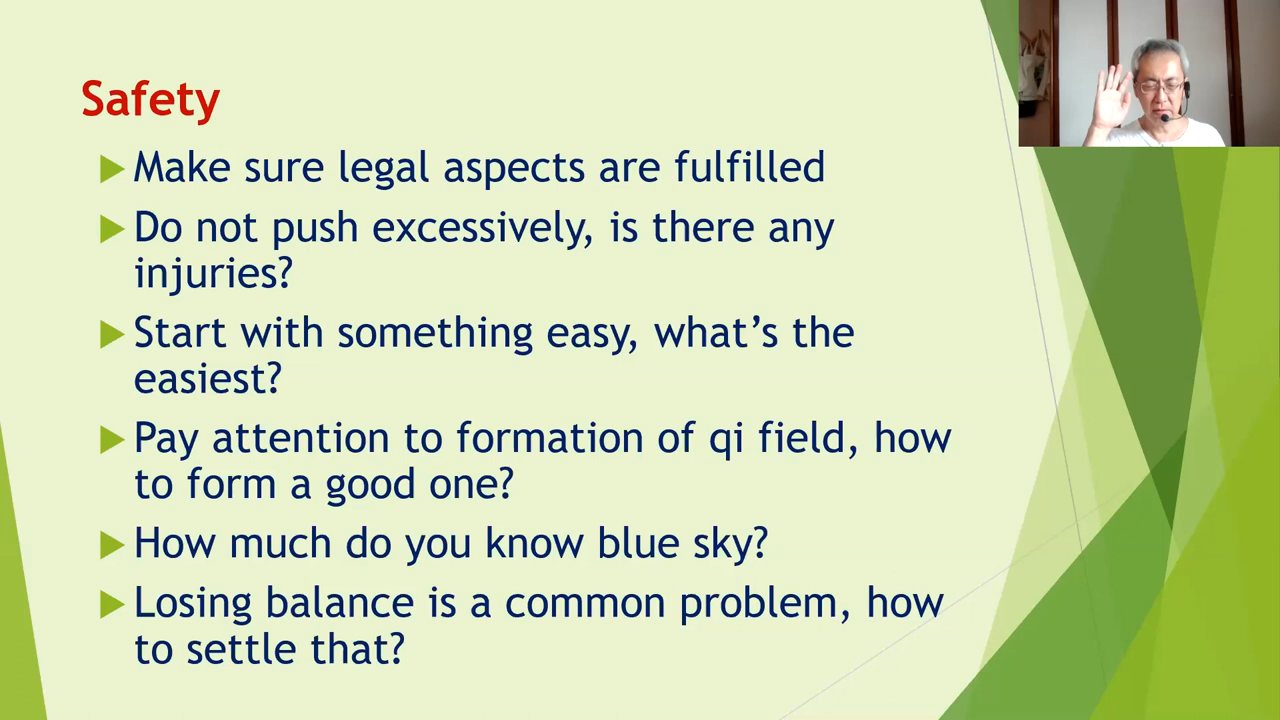 Safety
Make sure legal aspects are fulfilled
Do not push excessively, is there any
injuries?
Start with something easy, what's the
easiest?
Pay attention to formation of qi field, how
to form a good one?
How much do you know blue sky?
Losing balance is a common problem, how
to settle that?